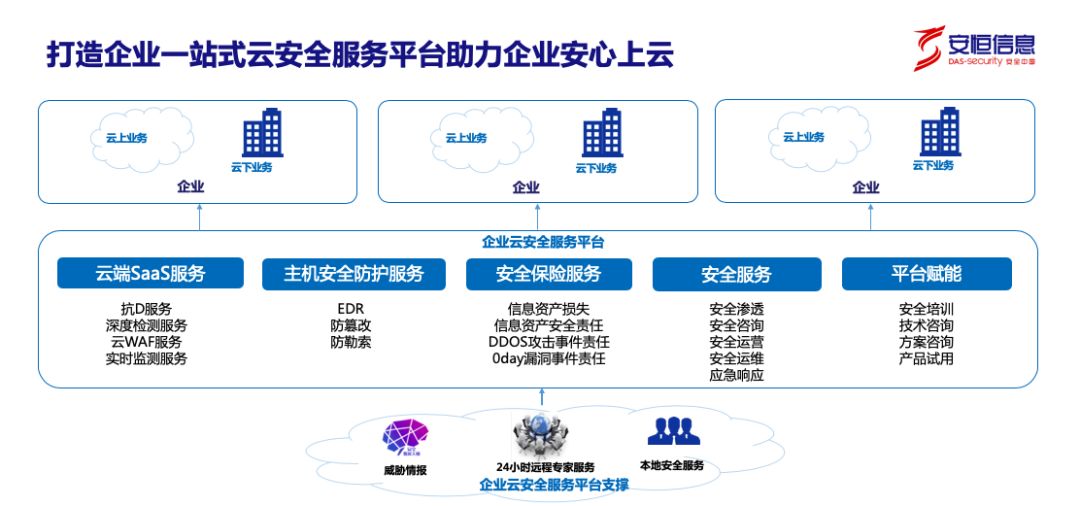 打造企业一站式云安全服务平台助力企业安心上云
安恒信息
DAS-security 安全中国
云上业务
云下业务
企业
云上业务
云下业务
企业
云上业务
云下业务
企业
企业云安全服务平台
云端SaaS服务
抗D服务
深度检测服务
云WAF服务
实时监测服务
主机安全防护服务
EDR
防篡改
防勒索
安全保险服务
信息资产损失
信息资产安全责任
DDOS攻击事件责任
0day漏洞事件责任
安全服务
安全渗透
安全咨询
安全运营
安全运维
应急响应
平台赋能
安全培训
技术咨询
方案咨询
产品试用
威胁情报
24小时远程专家服务
本地安全服务
企业云安全服务平台支撑